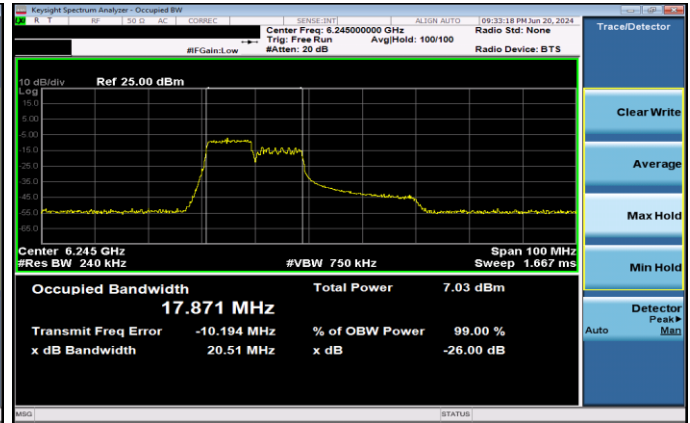 Keysight Spectrum Analyzer - Occupied BW
R T RF 50 Ω AC CORREC SENSE:INT ALIGN AUTO 09:33:18 PM Jun 20, 2024
Center Freq: 6.245000000 GHz Radio Std: None
Trig: Free Run Avg|Hold: 100/100
#IFGain:Low #Atten: 20 dB Radio Device: BTS
Trace/Detector
10 dB/div Ref 25.00 dBm
Log
15.0
5.00
-5.00
-15.0
-25.0
-35.0
-45.0
-55.0
-65.0
Center 6.245 GHz Span 100 MHz
#Res BW 240 kHz #VBW 750 kHz Sweep 1.667 ms
Occupied Bandwidth Total Power 7.03 dBm
17.871 MHz
Transmit Freq Error -10.194 MHz % of OBW Power 99.00 %
x dB Bandwidth 20.51 MHz x dB -26.00 dB
Clear Write
Average
Max Hold
Min Hold
Detector
Peak▶
Auto Man
MSG STATUS